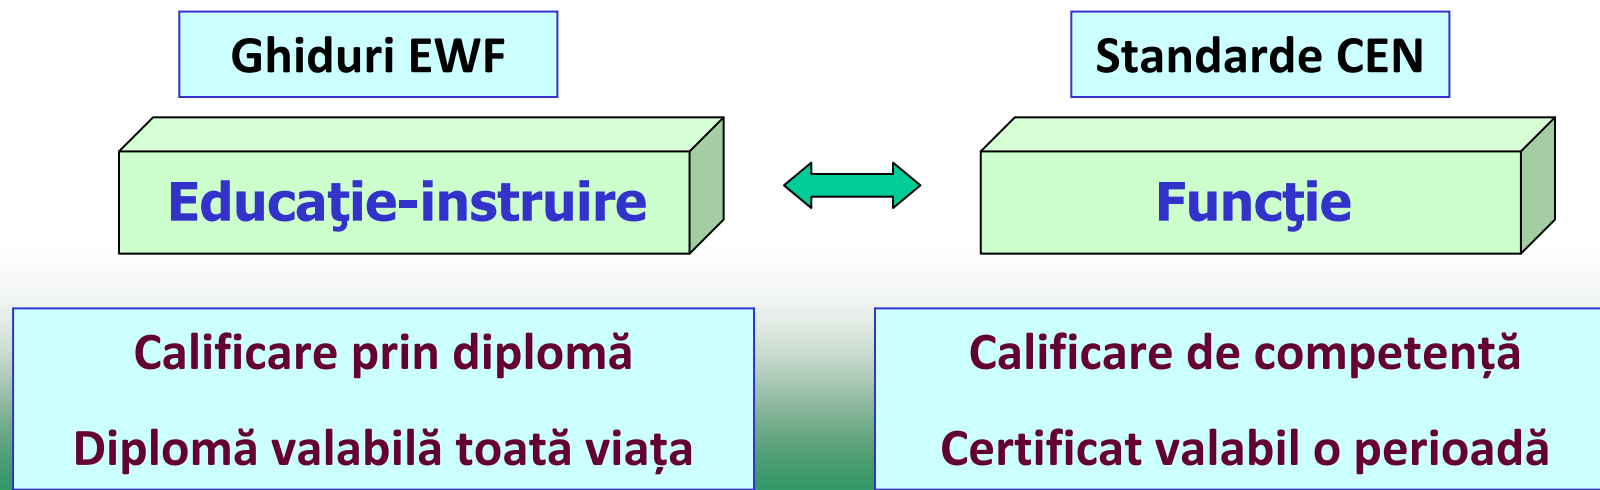 Ghiduri EWF
Standarde CEN
Educaţie-instruire
Funcţie
Calificare prin diplomă
Diplomă valabilă toată viața
Calificare de competență
Certificat valabil o perioadă